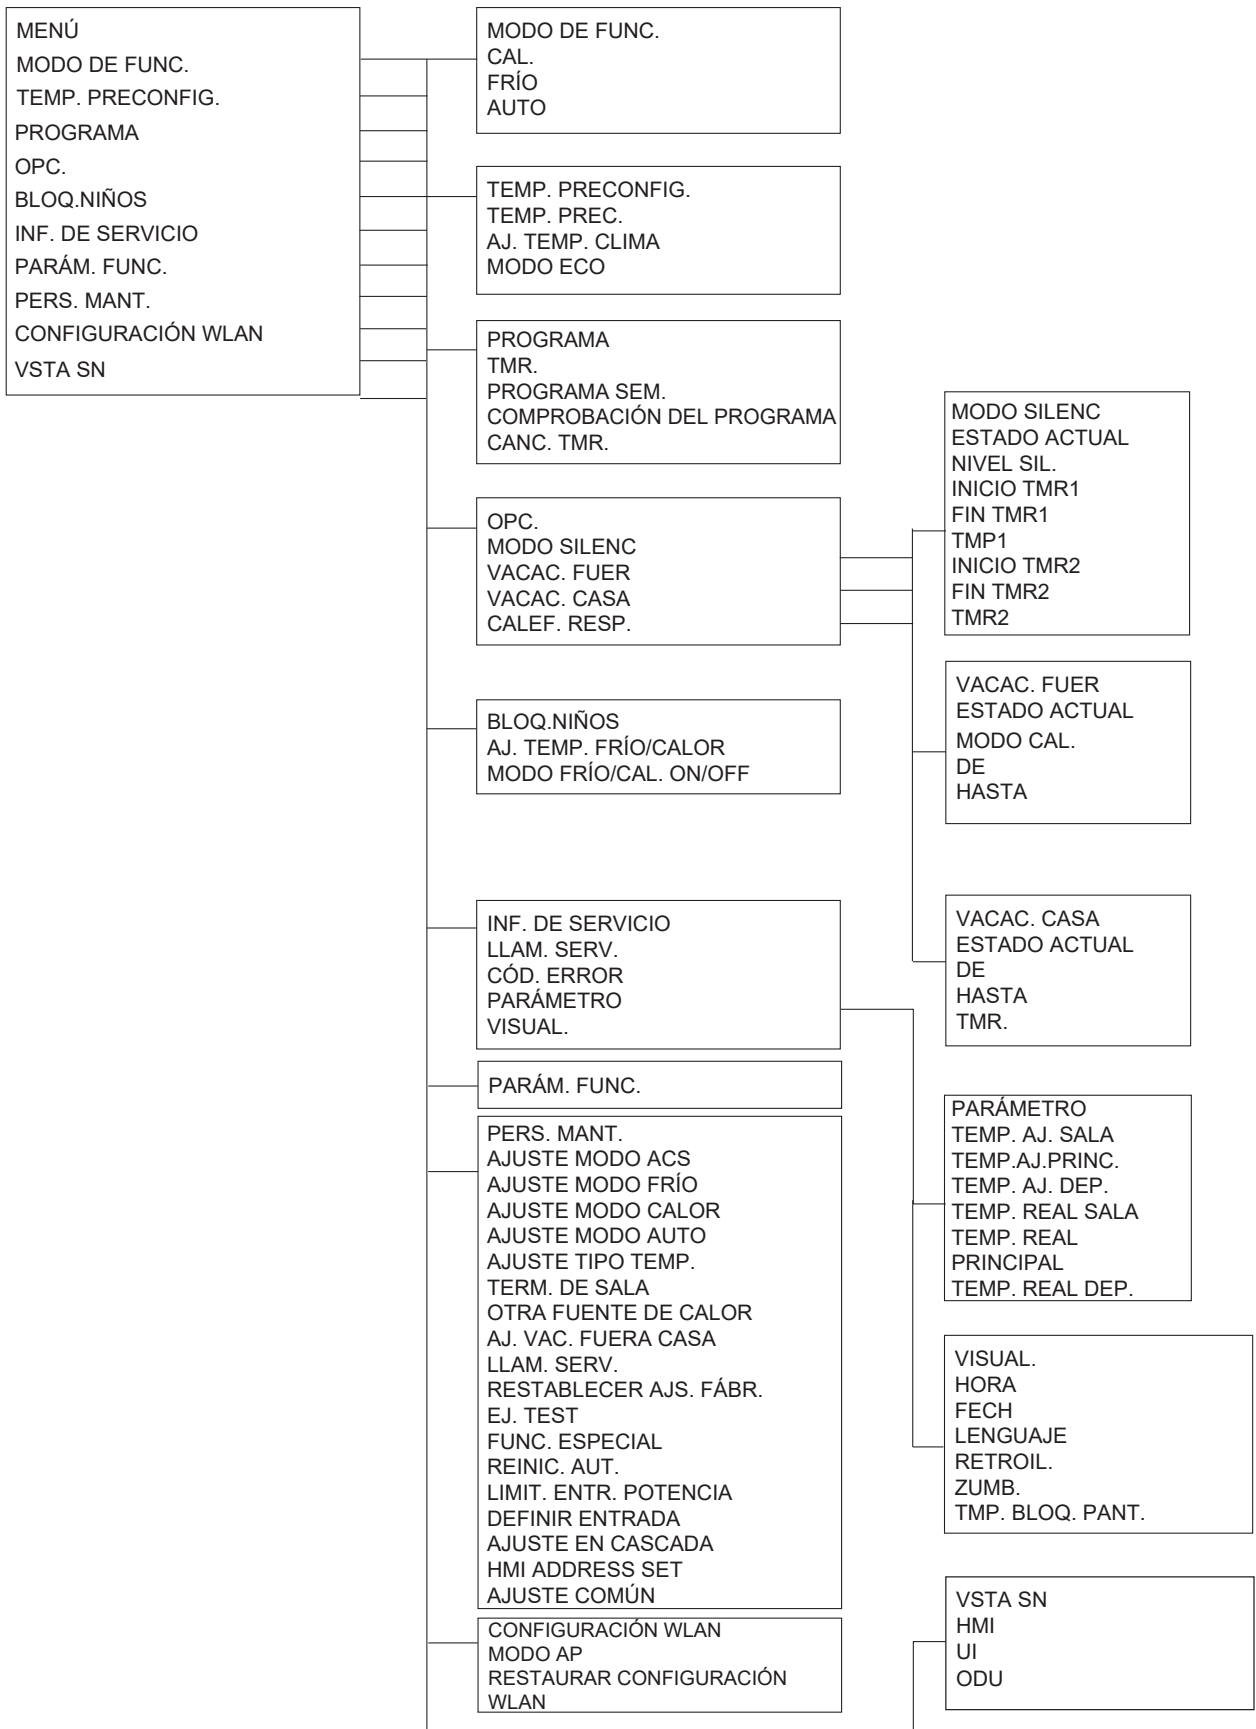 MENÚ
MODO DE FUNC.
TEMP. PRECONFIG.
PROGRAMA
OPC.
BLOQ.NIÑOS
INF. DE SERVICIO
PARÁM. FUNC.
PERS. MANT.
CONFIGURACIÓN WLAN
VSTA SN
MODO DE FUNC.
CAL.
FRÍO
AUTO
TEMP. PRECONFIG.
TEMP. PREC.
AJ. TEMP. CLIMA
MODO ECO
PROGRAMA
TMR.
PROGRAMA SEM.
COMPROBACIÓN DEL PROGRAMA
CANC. TMR.
OPC.
MODO SILENC
VACAC. FUER
VACAC. CASA
CALEF. RESP.
BLOQ.NIÑOS
AJ. TEMP. FRÍO/CALOR
MODO FRÍO/CAL. ON/OFF
INF. DE SERVICIO
LLAM. SERV.
CÓD. ERROR
PARÁMETRO
VISUAL.
PARÁM. FUNC.
PERS. MANT.
AJUSTE MODO ACS
AJUSTE MODO FRÍO
AJUSTE MODO CALOR
AJUSTE MODO AUTO
AJUSTE TIPO TEMP.
TERM. DE SALA
OTRA FUENTE DE CALOR
AJ. VAC. FUERA CASA
LLAM. SERV.
RESTABLECER AJS. FÁBR.
EJ. TEST
FUNC. ESPECIAL
REINIC. AUT.
LIMIT. ENTR. POTENCIA
DEFINIR ENTRADA
AJUSTE EN CASCADA
HMI ADDRESS SET
AJUSTE COMÚN
CONFIGURACIÓN WLAN
MODO AP
RESTAURAR CONFIGURACIÓN
WLAN
MODO SILENC
ESTADO ACTUAL
NIVEL SIL.
INICIO TMR1
FIN TMR1
TMP1
INICIO TMR2
FIN TMR2
TMR2
VACAC. FUER
ESTADO ACTUAL
MODO CAL.
DE
HASTA
VACAC. CASA
ESTADO ACTUAL
DE
HASTA
TMR.
PARÁMETRO
TEMP. AJ. SALA
TEMP.AJ.PRINC.
TEMP. AJ. DEP.
TEMP. REAL SALA
TEMP. REAL
PRINCIPAL
TEMP. REAL DEP.
VISUAL.
HORA
FECH
LENGUAJE
RETROIL.
ZUMB.
TMP. BLOQ. PANT.
VSTA SN
HMI
UI
ODU